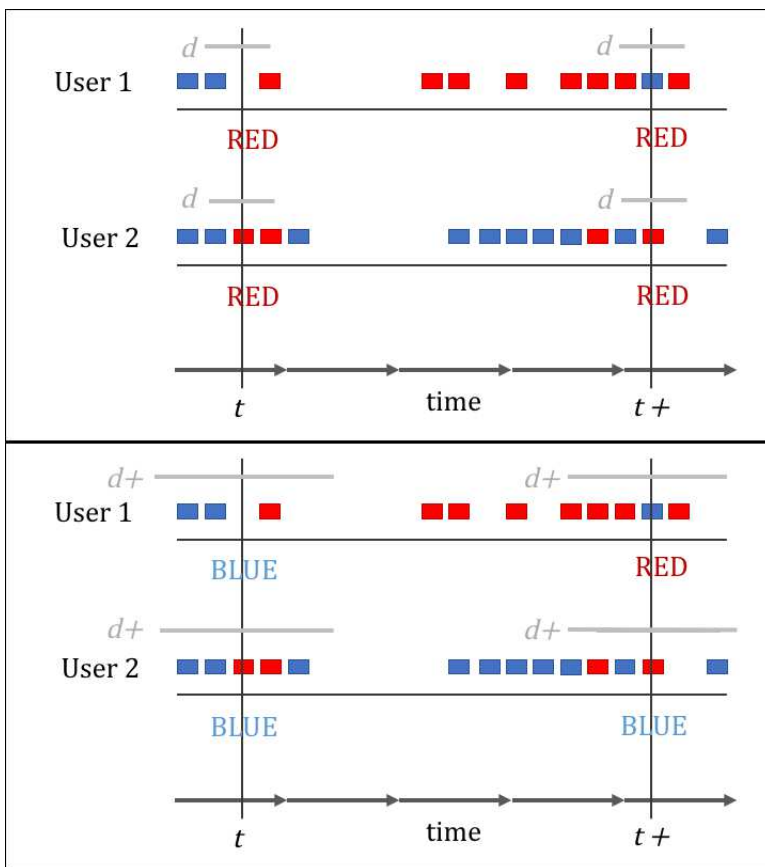 d d
User 1
RED RED
d d
User 2
RED RED
t time t +
d+ d+
User 1
BLUE RED
d+ d+
User 2
BLUE BLUE
t time t +